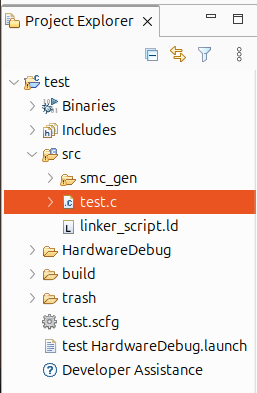 Project Explorer
test
Binaries
Includes
src
smc_gen
test.c
linker_script.ld
HardwareDebug
build
trash
test.scfg
test HardwareDebug.launch
Developer Assistance